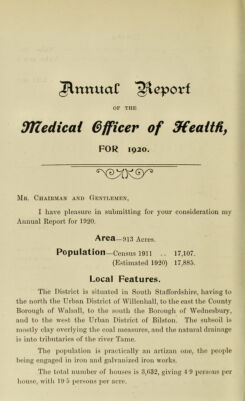 Annual Report
OF THE
Medical Officer of Health,
FOR 1920.
MR. CHAIRMAN AND GENTLEMEN,
I have pleasure in submitting for your consideration my
Annual Report for 1920.
Area—913 Acres.
Population—Census 1911 .. 17,107.
(Estimated 1920) 17,885.
Local Features.
The District is situated in South Staffordshire, having to
the north the Urban District of Willenhall, to the east the County
Borough of Walsall, to the south the Borough of Wednesbury,
and to the west the Urban District of Bilston. The subsoil is
mostly clay overlying the coal measures, and the natural drainage
is into tributaries of the river Tame.
The population is practically an artizan one, the people
being engaged in iron and galvanized iron works.
The total number of houses is 3,632, giving 4·9 persons per
house, with 19·5 persons per acre.